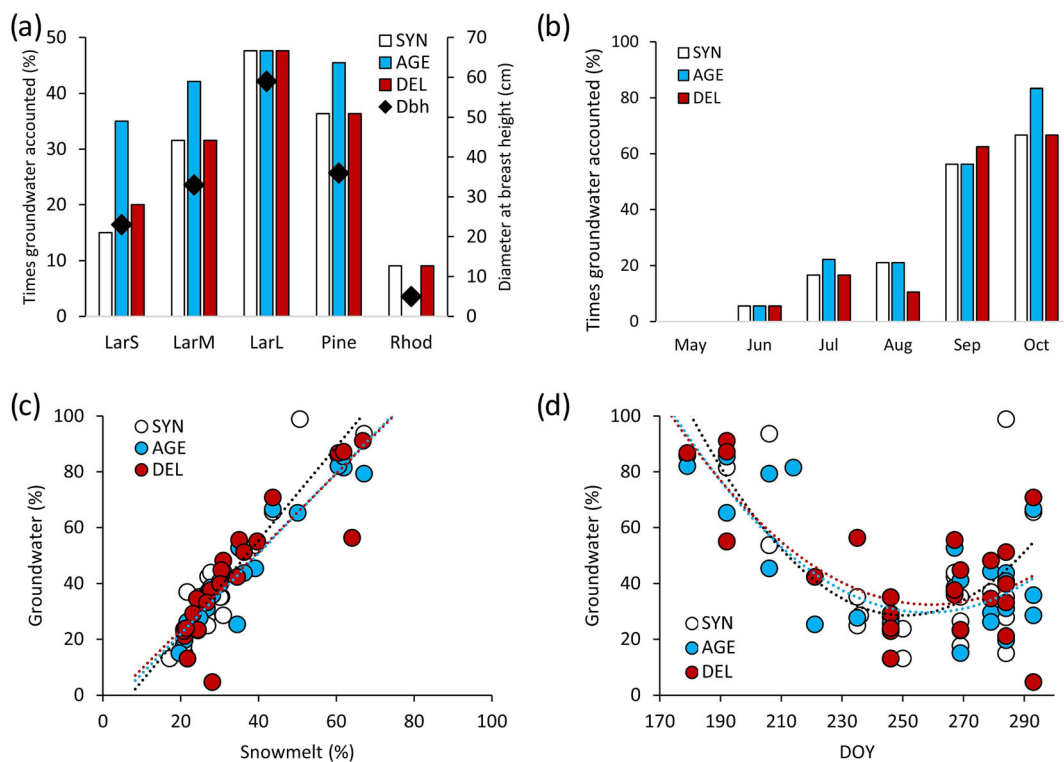 (a)
50
40
30
20
10
0
Times groundwater accounted (%)
70
60
50
40
30
20
10
0
Diameter at breast height (cm)
SYN
AGE
DEL
Dbh
LarS LarM LarL Pine Rhod
(b)
100
80
60
40
20
0
Times groundwater accounted (%)
SYN
AGE
DEL
May Jun Jul Aug Sep Oct
(c)
100
80
60
40
20
0
Groundwater (%)
SYN
AGE
DEL
0 20 40 60 80 100
Snowmelt (%)
(d)
100
80
60
40
20
0
Groundwater (%)
SYN
AGE
DEL
170 190 210 230 250 270 290
DOY